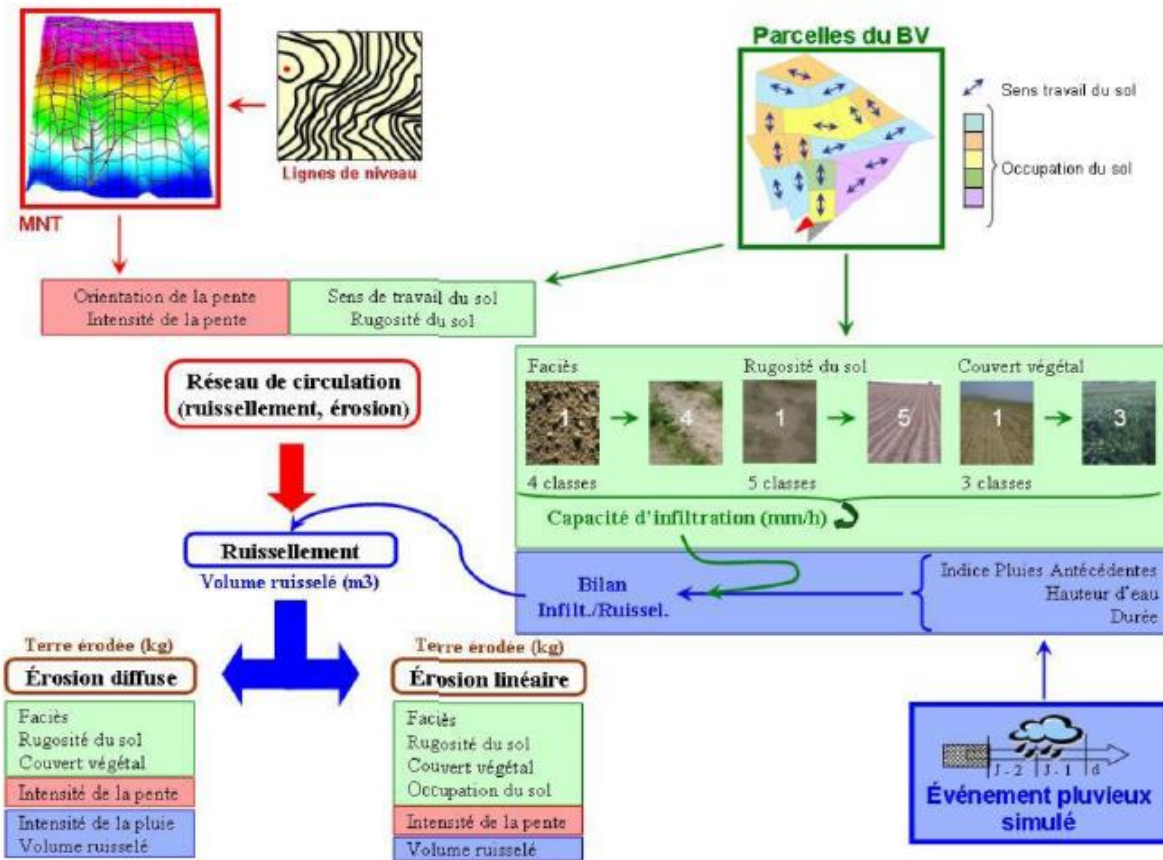 Lignes de niveau
MNT
Parcelles du BV
Sens travail du sol
Occupation du sol
Orientation de la pente
Intensité de la pente
Sens de travail du sol
Rugosité du sol
Réseau de circulation
(ruissellement, érosion)
Faciès
Rugosité du sol
Couvert végétal
1
4
1
5
1
3
4 classes
5 classes
3 classes
Capacité d'infiltration (mm/h)
Ruissellement
Volume ruisselé (m3)
Bilan
Infilt./Ruissel.
Indice Pluies Antécédentes
Hauteur d'eau
Durée
Terre érodée (kg)
Érosion diffuse
Faciès
Rugosité du sol
Couvert végétal
Intensité de la pente
Intensité de la pluie
Volume ruisselé
Terre érodée (kg)
Érosion linéaire
Faciès
Rugosité du sol
Couvert végétal
Occupation du sol
Intensité de la pente
Volume ruisselé
J - 2
J - 1
Événement pluvieux
simulé